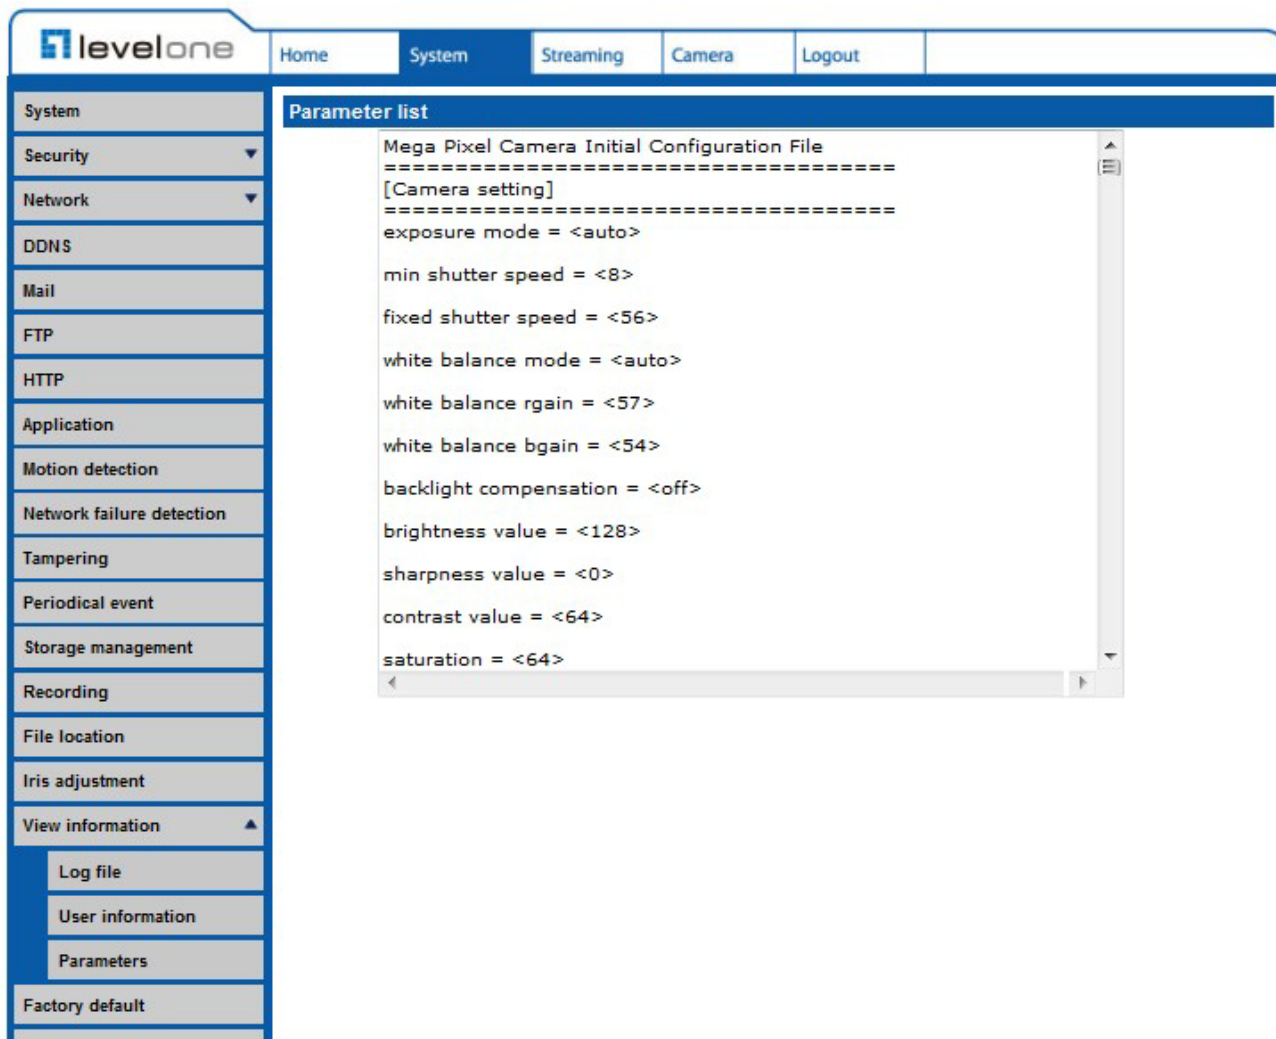 levelone
Home
System
Streaming
Camera
Logout
System
Security
Network
DDNS
Mail
FTP
HTTP
Application
Motion detection
Network failure detection
Tampering
Periodical event
Storage management
Recording
File location
Iris adjustment
View information
Log file
User information
Parameters
Factory default
Parameter list
Mega Pixel Camera Initial Configuration File
====================================
[Camera setting]
====================================
exposure mode = <auto>
min shutter speed = <8>
fixed shutter speed = <56>
white balance mode = <auto>
white balance rgain = <57>
white balance bgain = <54>
backlight compensation = <off>
brightness value = <128>
sharpness value = <0>
contrast value = <64>
saturation = <64>